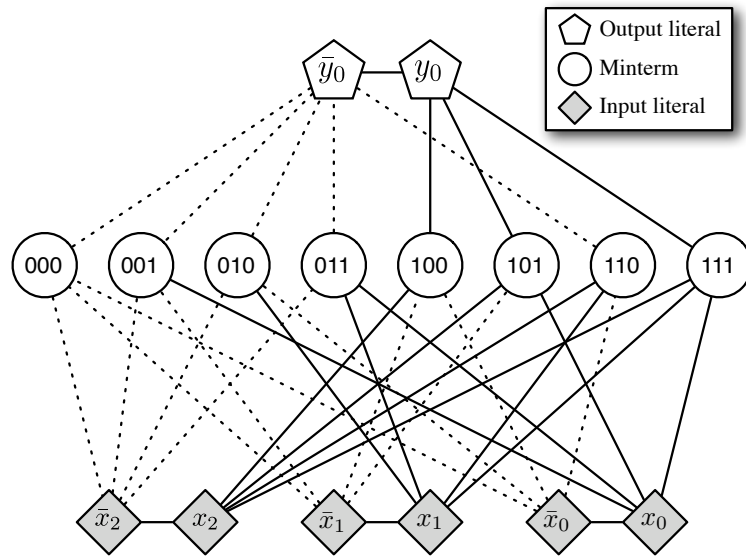 Output literal
Minterm
Input literal
ȳ₀ y₀
000 001 010 011 100 101 110 111
x̄₂ x₂ x̄₁ x₁ x̄₀ x₀